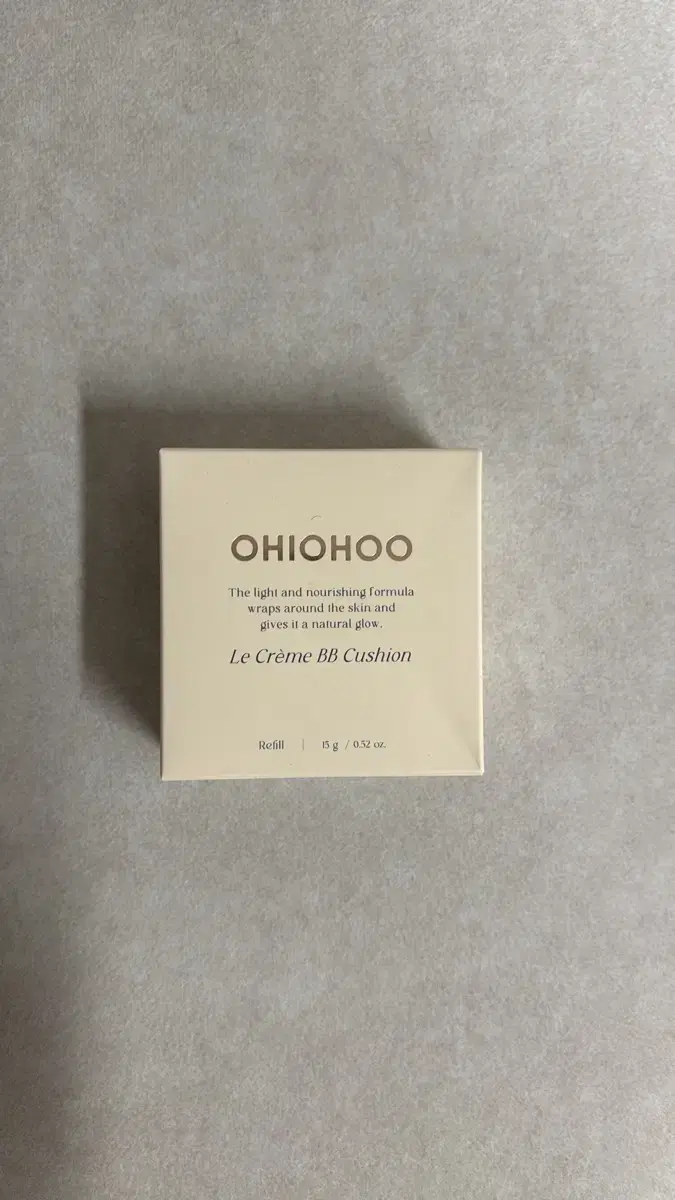 OHIOHOO
The light and nourishing formula
wraps around the skin and
gives it a natural glow.
Le Crème BB Cushion
Refill | 15 g / 0.52 oz.